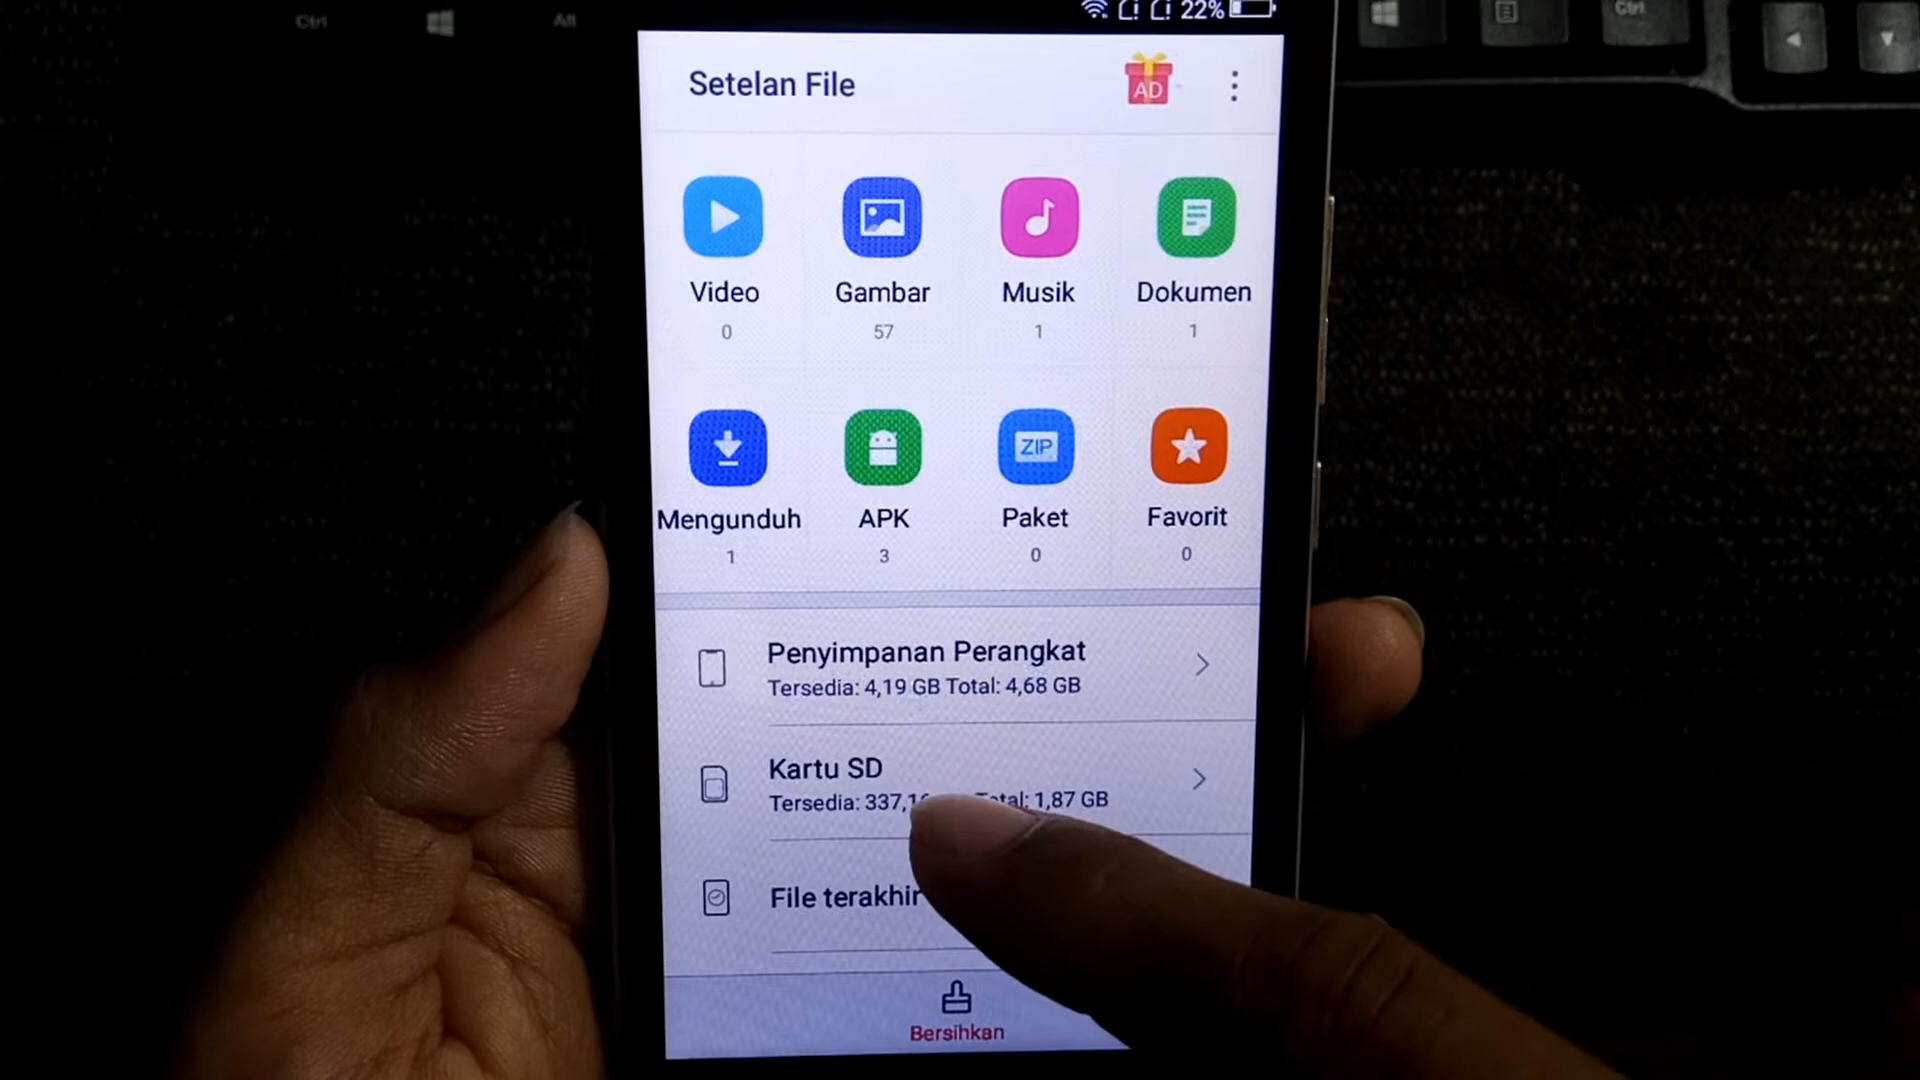 Ctrl
Alt
22%
Ctrl
Setelan File
AD
Video
Gambar
Musik
Dokumen
0
57
1
1
ZIP
Mengunduh
APK
Paket
Favorit
1
3
0
0
Penyimpanan Perangkat
Tersedia: 4,19 GB Total: 4,68 GB
Kartu SD
Tersedia: Total: 1,87 GB
File terakhir
Bersihkan